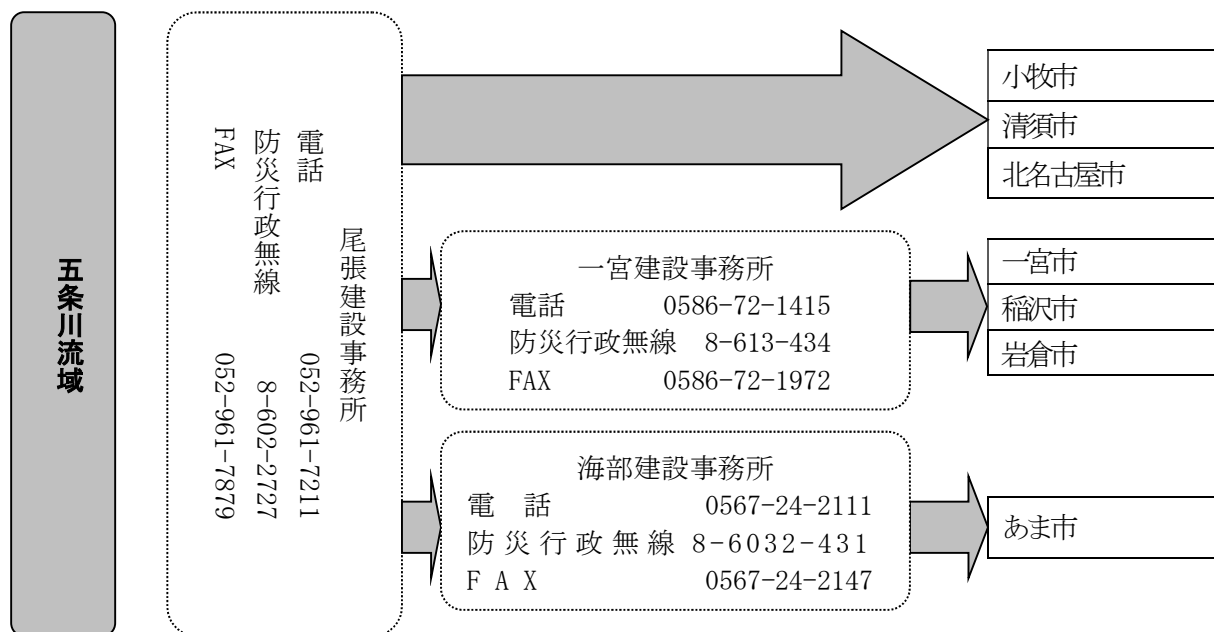 五条川流域
尾張建設事務所
電話 052-961-7211
防災行政無線 8-602-2727
FAX 052-961-7879
小牧市
清須市
北名古屋市
一宮建設事務所
電話 0586-72-1415
防災行政無線 8-613-434
FAX 0586-72-1972
一宮市
稲沢市
岩倉市
海部建設事務所
電 話 0567-24-2111
防災行政無線 8-6032-431
F A X 0567-24-2147
あま市